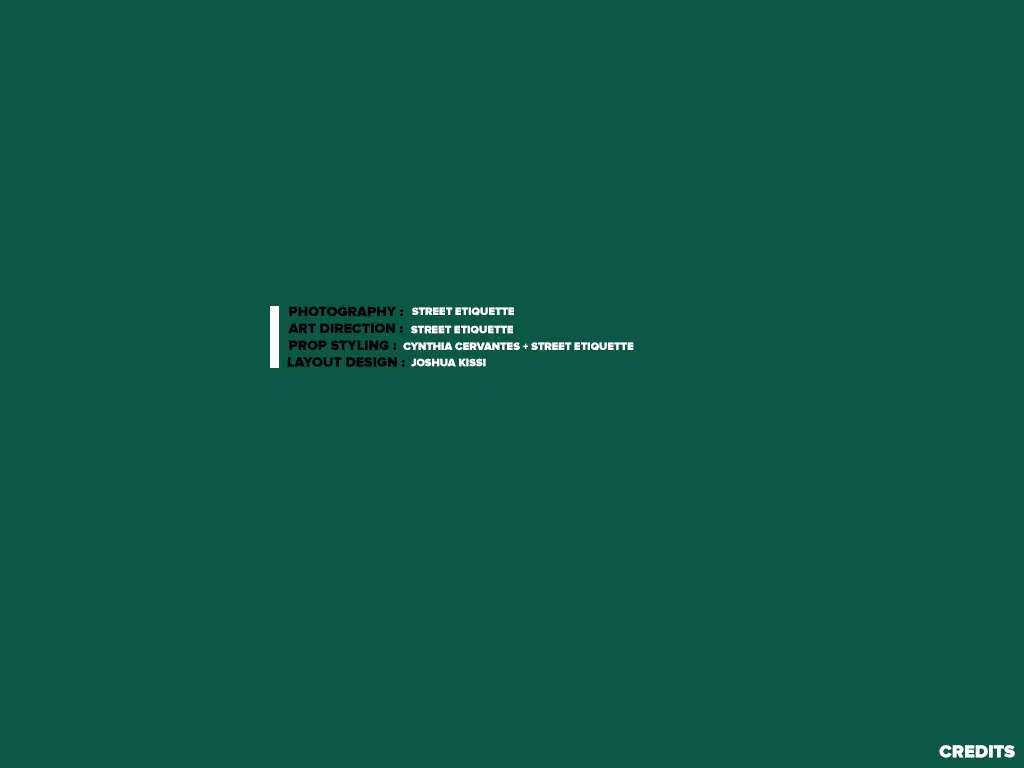 PHOTOGRAPHY : STREET ETIQUETTE
ART DIRECTION : STREET ETIQUETTE
PROP STYLING : CYNTHIA CERVANTES + STREET ETIQUETTE
LAYOUT DESIGN : JOSHUA KISSI
CREDITS